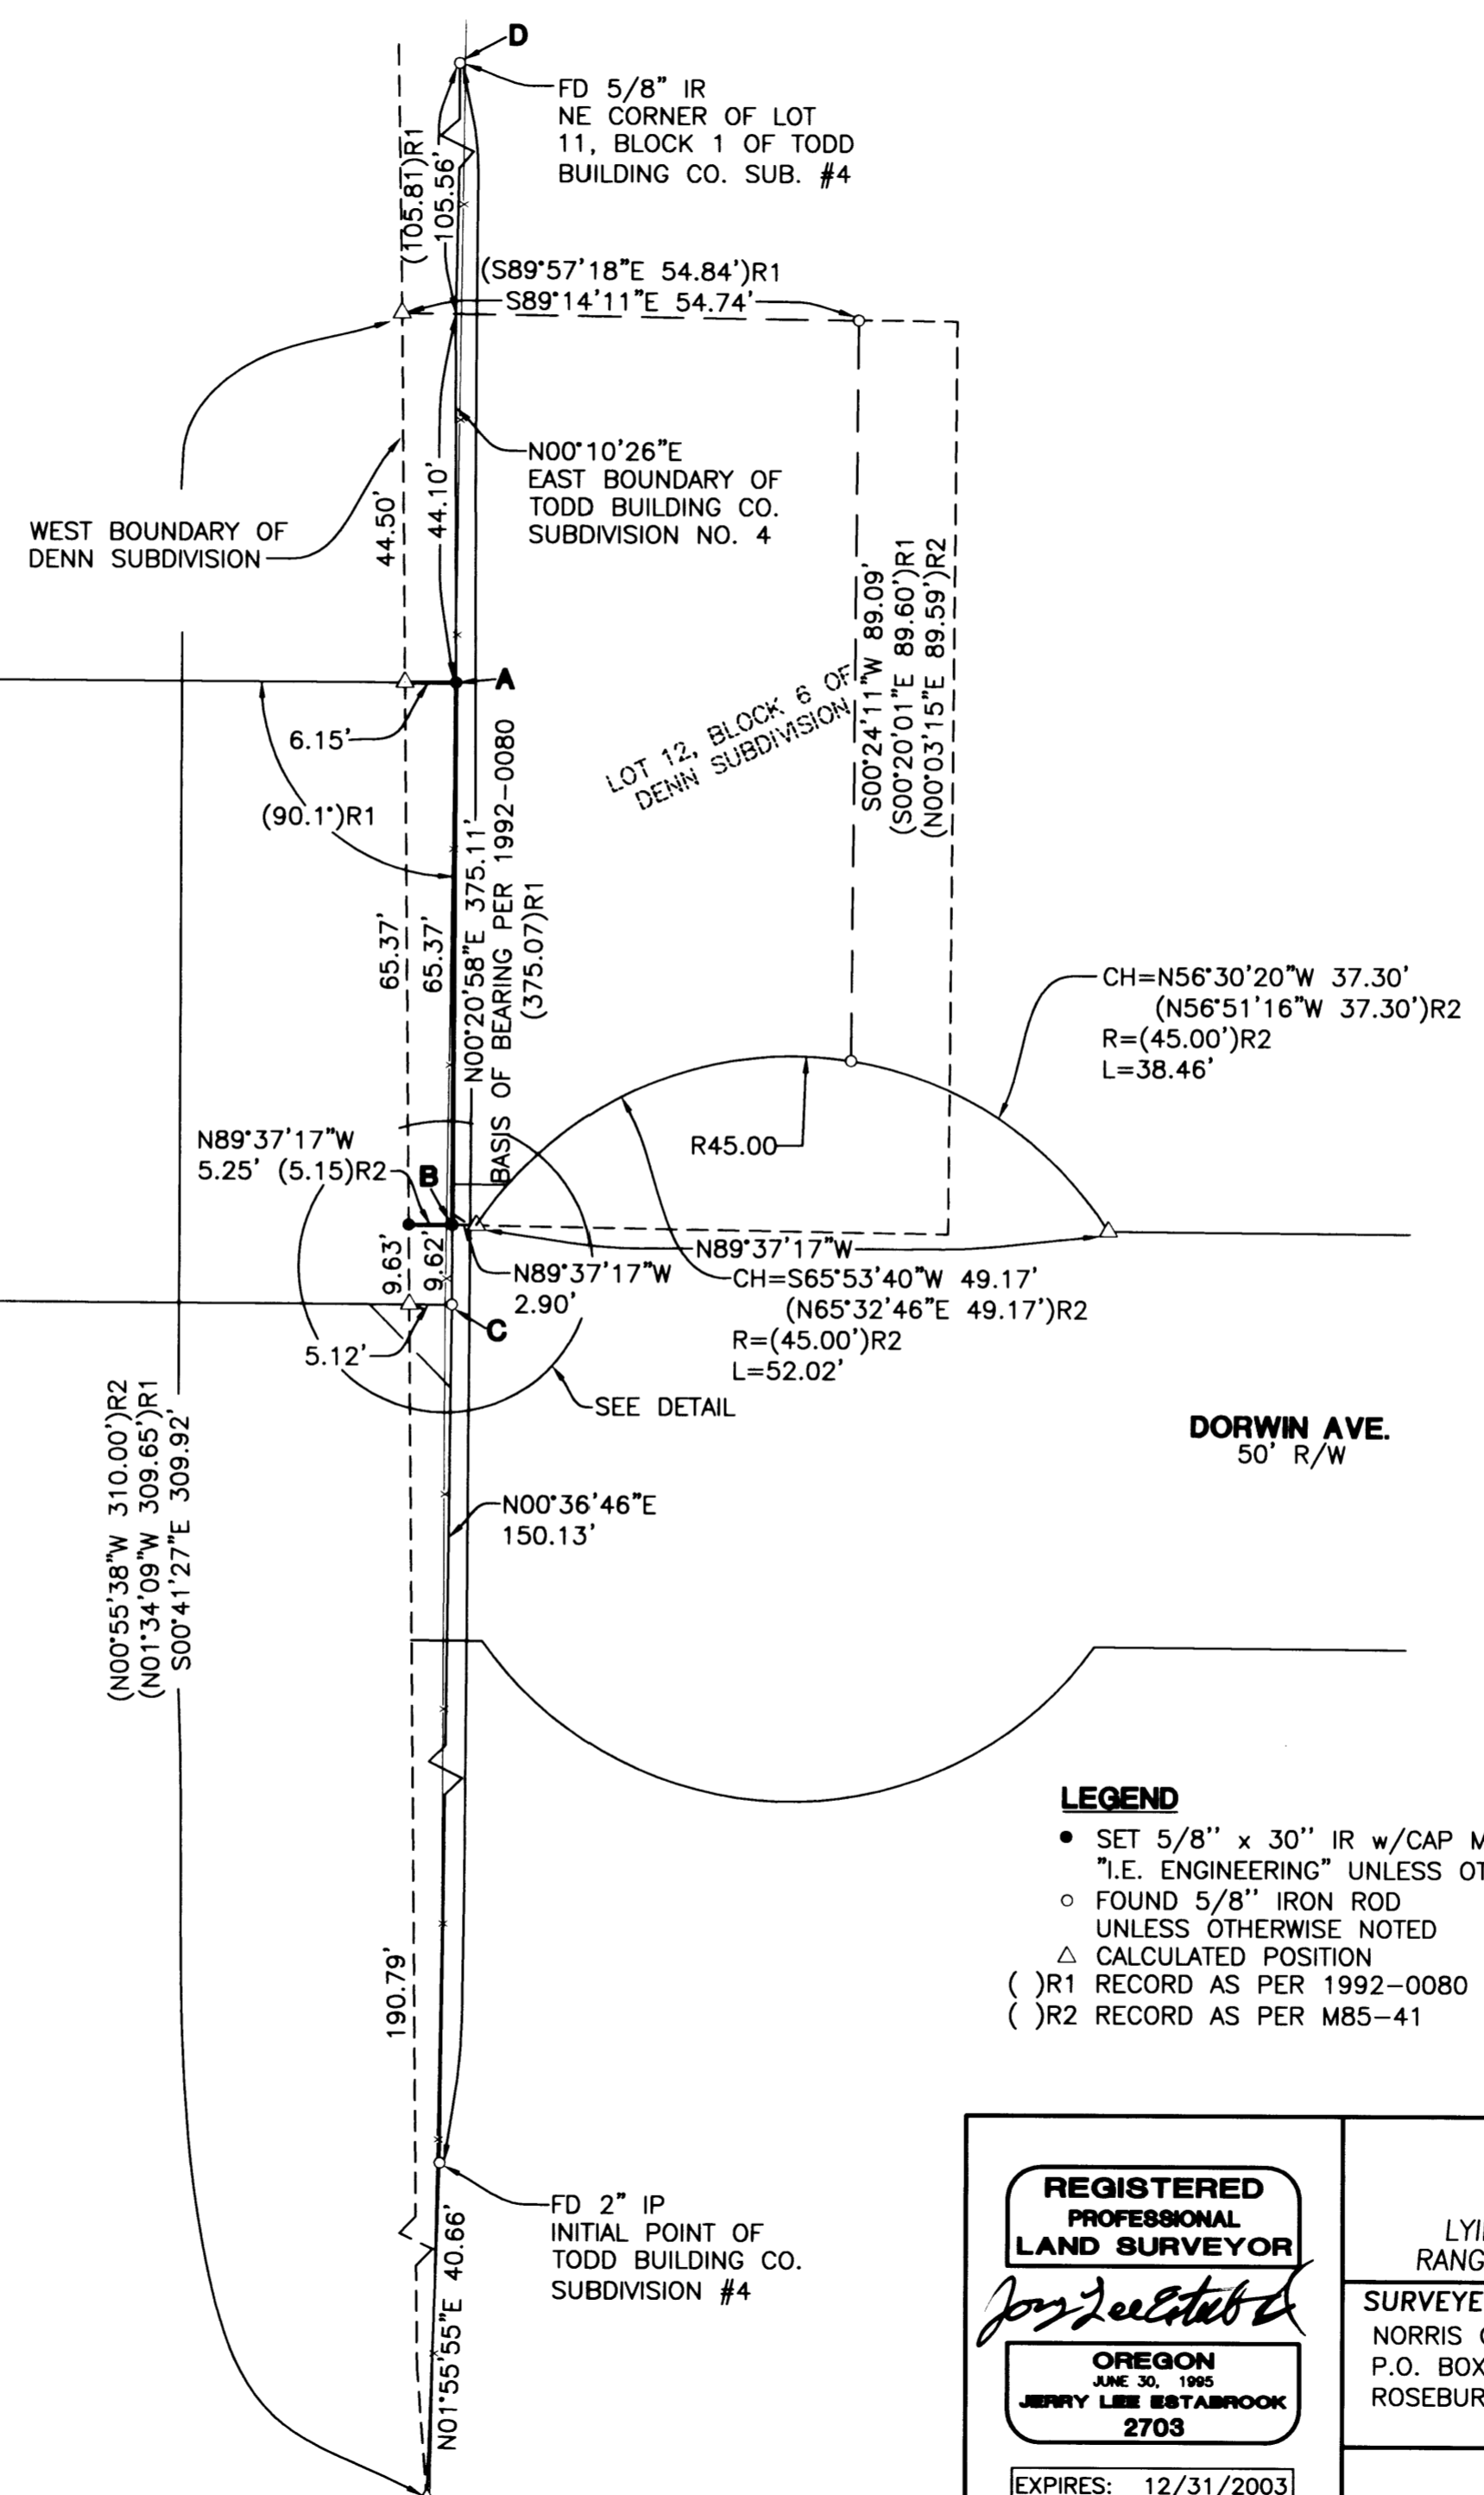 D
FD 5/8" IR
NE CORNER OF LOT
11, BLOCK 1 OF TODD
BUILDING CO. SUB. #4
(105.81)R1
105.56'
(S89°57'18"E 54.84')R1
S89°14'11"E 54.74'
N00°10'26"E
EAST BOUNDARY OF
TODD BUILDING CO.
SUBDIVISION NO. 4
WEST BOUNDARY OF
DENN SUBDIVISION
44.50'
44.10'
S00°24'11"W 89.09'
(S00°20'01"E 89.60')R1
(N00°03'15"E 89.59')R2
A
6.15'
(90.1°)R1
LOT 12, BLOCK 6 OF
DENN SUBDIVISION
65.37'
65.37'
N00°20'58"E 375.11'
BASIS OF BEARING PER 1992-0080
(375.07)R1
CH=N56°30'20"W 37.30'
(N56°51'16"W 37.30')R2
R=(45.00')R2
L=38.46'
R45.00
N89°37'17"W
5.25' (5.15)R2
B
9.63'
9.62'
N89°37'17"W
N89°37'17"W
2.90'
CH=S65°53'40"W 49.17'
(N65°32'46"E 49.17')R2
R=(45.00')R2
L=52.02'
C
5.12'
SEE DETAIL
DORWIN AVE.
50' R/W
(N00°55'38"W 310.00')R2
(N01°34'09"W 309.65')R1
S00°41'27"E 309.92'
N00°36'46"E
150.13'
190.79'
LEGEND
SET 5/8'' x 30'' IR w/CAP
"I.E. ENGINEERING" UNLESS
FOUND 5/8'' IRON ROD
UNLESS OTHERWISE NOTED
CALCULATED POSITION
( )R1 RECORD AS PER 1992-0080
( )R2 RECORD AS PER M85-41
FD 2" IP
INITIAL POINT OF
TODD BUILDING CO.
SUBDIVISION #4
N01°55'55"E 40.66'
REGISTERED
PROFESSIONAL
LAND SURVEYOR
OREGON
JUNE 30, 1995
JERRY LEE ESTABROOK
2703
EXPIRES: 12/31/2003
NORRIS
P.O. BOX